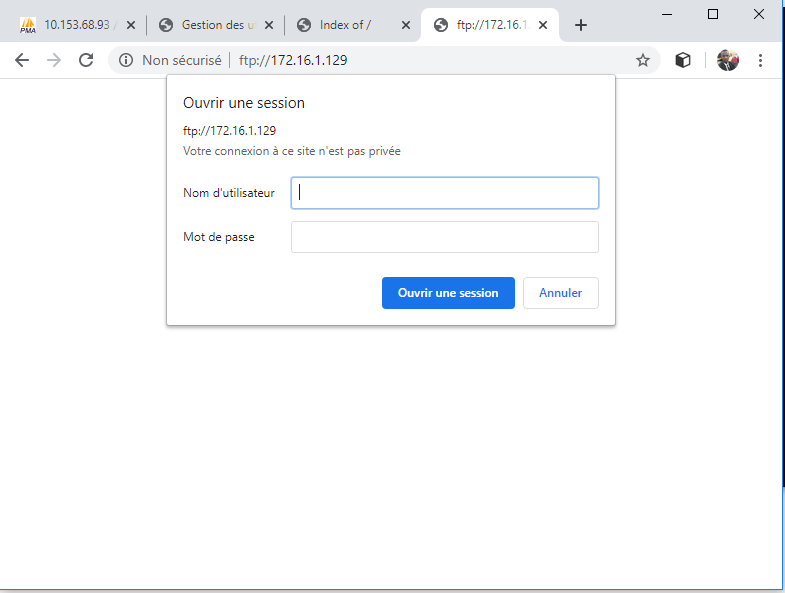 PMA 10.153.68.93 / Gestion des u Index of / ftp://172.16.1.
Non sécurisé ftp://172.16.1.129
Ouvrir une session
ftp://172.16.1.129
Votre connexion à ce site n'est pas privée
Nom d'utilisateur
Mot de passe
Ouvrir une session Annuler